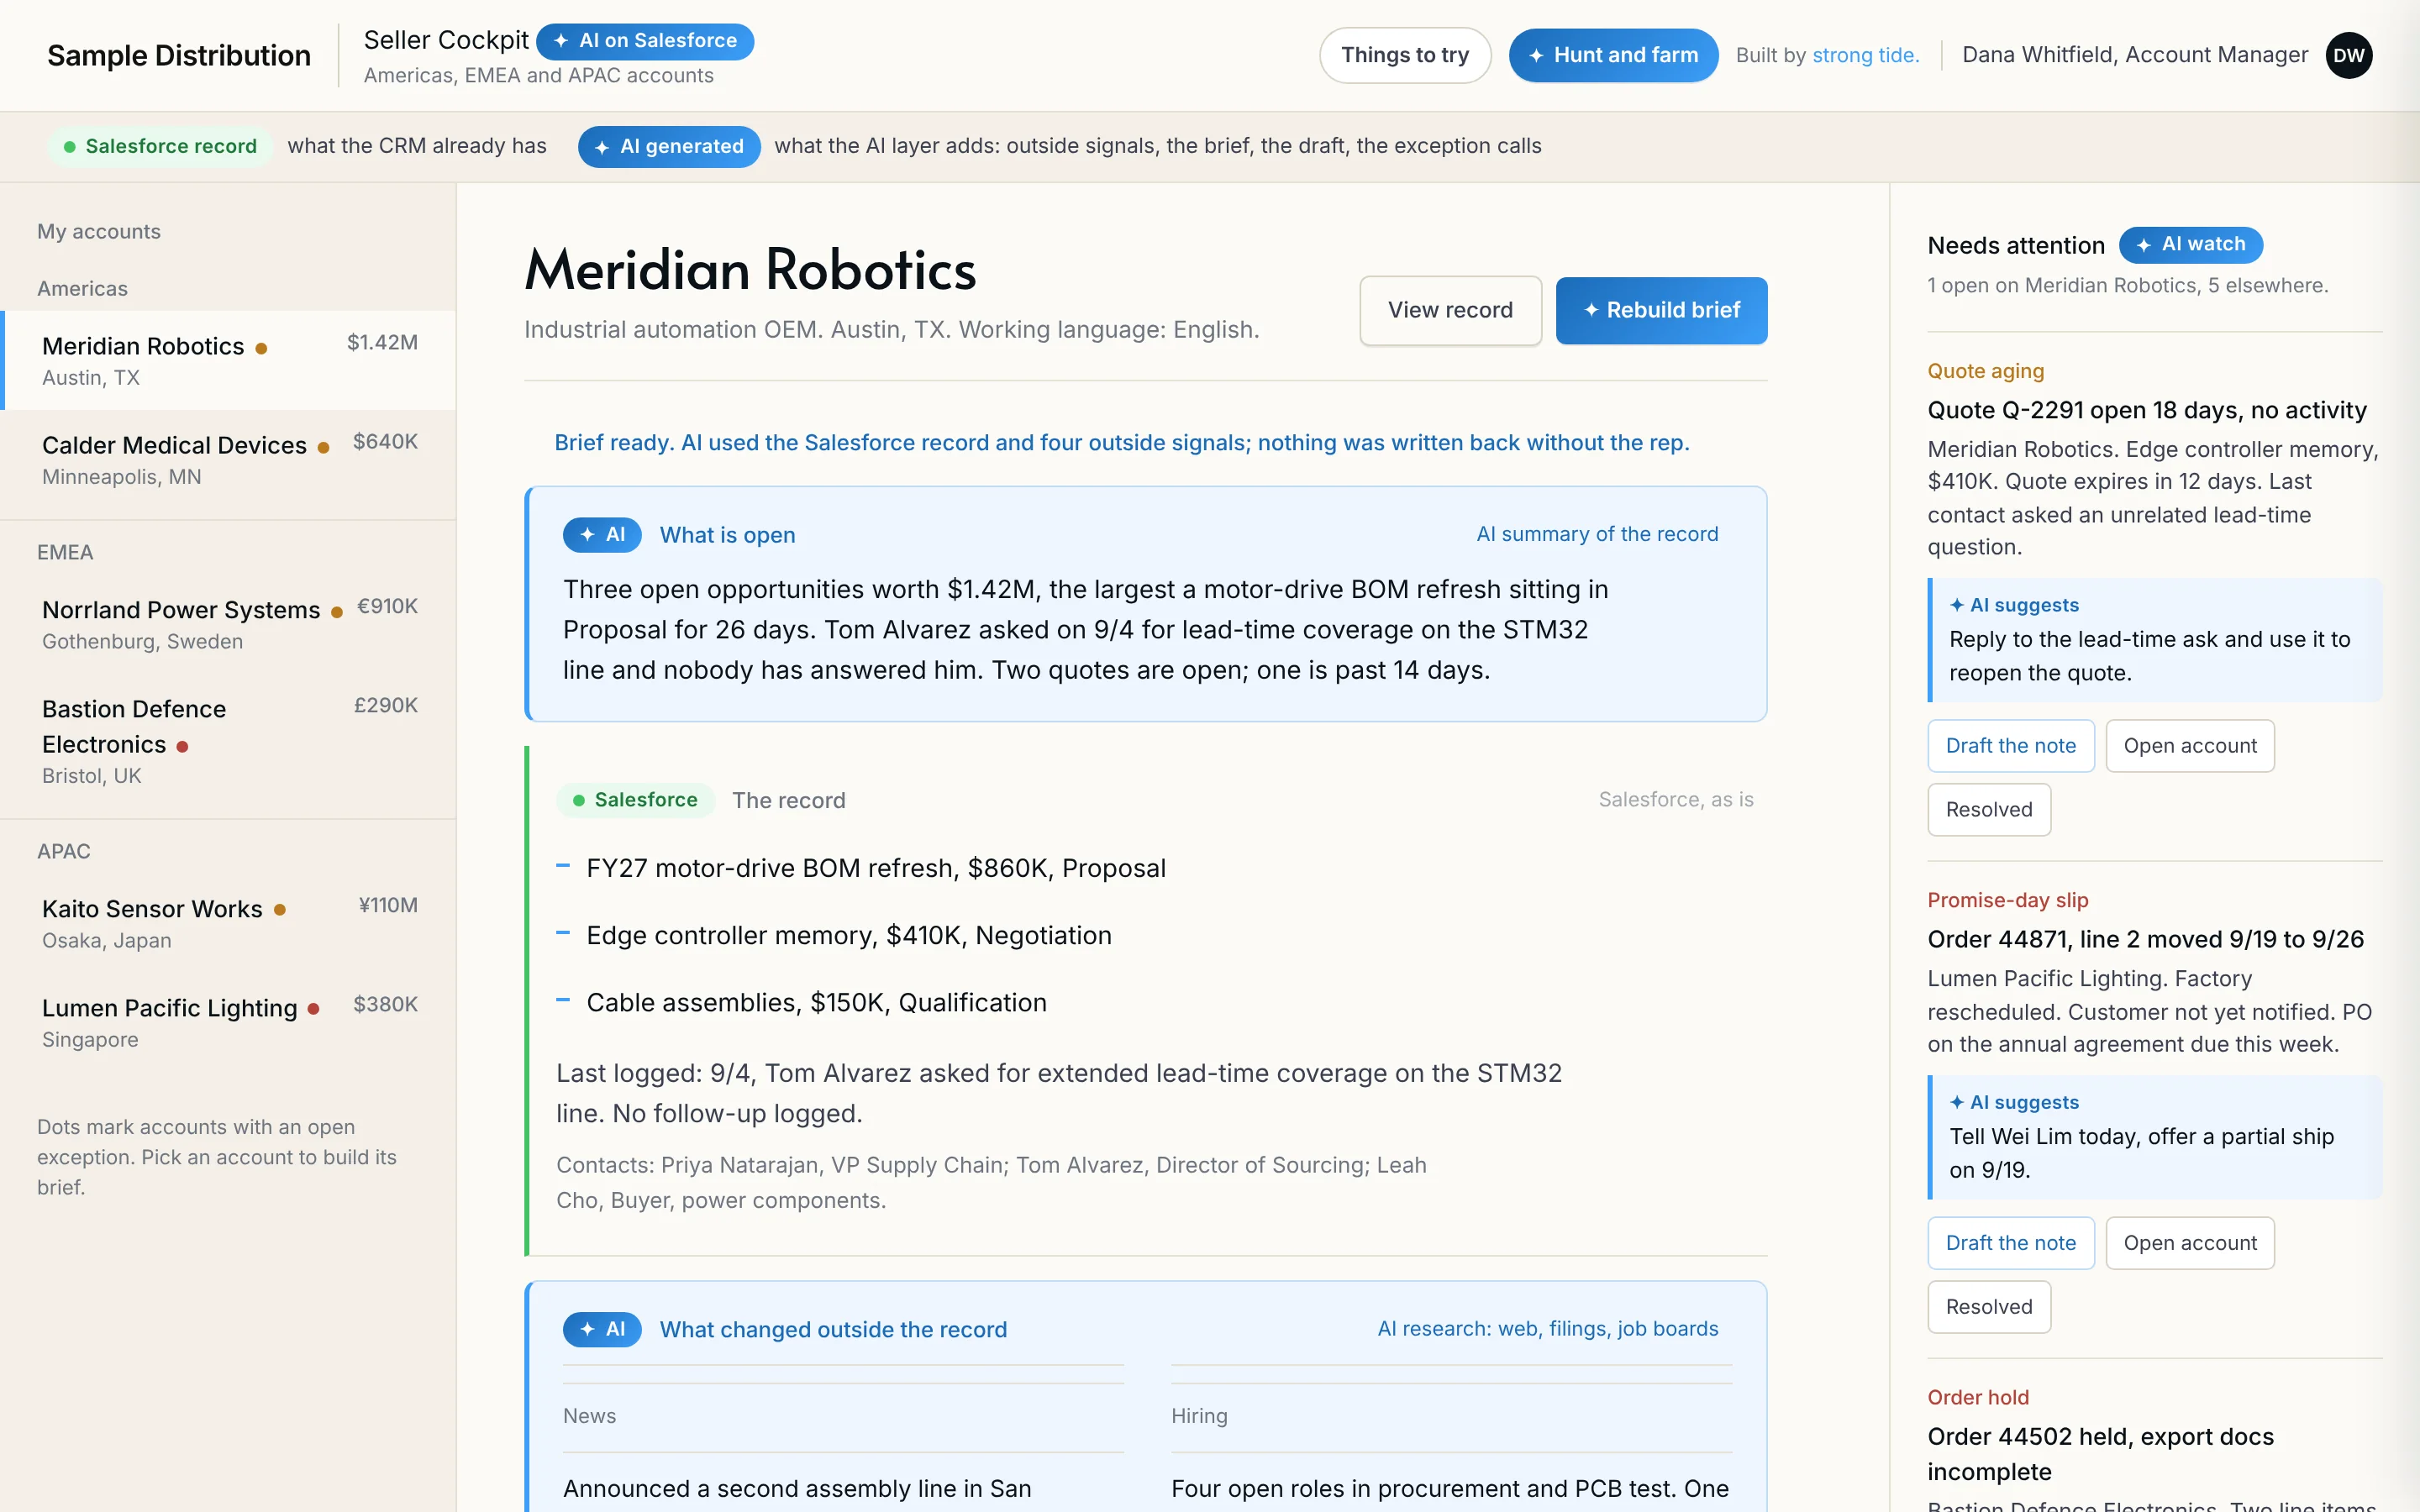 Sample Distribution
Seller Cockpit ✦ AI on Salesforce
Americas, EMEA and APAC accounts
Things to try
✦ Hunt and farm
Built by strong tide.
Dana Whitfield, Account Manager
DW
Salesforce record
what the CRM already has
✦ AI generated
what the AI layer adds: outside signals, the brief, the draft, the exception calls
My accounts
Americas
Meridian Robotics
$1.42M
Austin, TX
Calder Medical Devices
$640K
Minneapolis, MN
EMEA
Norrland Power Systems
€910K
Gothenburg, Sweden
Bastion Defence
Electronics
£290K
Bristol, UK
APAC
Kaito Sensor Works
¥110M
Osaka, Japan
Lumen Pacific Lighting
$380K
Singapore
Dots mark accounts with an open
exception. Pick an account to build its
brief.
Meridian Robotics
Industrial automation OEM. Austin, TX. Working language: English.
View record
✦ Rebuild brief
Brief ready. AI used the Salesforce record and four outside signals; nothing was written back without the rep.
✦ AI
What is open
AI summary of the record
Three open opportunities worth $1.42M, the largest a motor-drive BOM refresh sitting in
Proposal for 26 days. Tom Alvarez asked on 9/4 for lead-time coverage on the STM32
line and nobody has answered him. Two quotes are open; one is past 14 days.
Salesforce
The record
Salesforce, as is
FY27 motor-drive BOM refresh, $860K, Proposal
Edge controller memory, $410K, Negotiation
Cable assemblies, $150K, Qualification
Last logged: 9/4, Tom Alvarez asked for extended lead-time coverage on the STM32
line. No follow-up logged.
Contacts: Priya Natarajan, VP Supply Chain; Tom Alvarez, Director of Sourcing; Leah
Cho, Buyer, power components.
✦ AI
What changed outside the record
AI research: web, filings, job boards
News
Announced a second assembly line in San
Hiring
Four open roles in procurement and PCB test. One
Needs attention
✦ AI watch
1 open on Meridian Robotics, 5 elsewhere.
Quote aging
Quote Q-2291 open 18 days, no activity
Meridian Robotics. Edge controller memory,
$410K. Quote expires in 12 days. Last
contact asked an unrelated lead-time
question.
✦ AI suggests
Reply to the lead-time ask and use it to
reopen the quote.
Draft the note
Open account
Resolved
Promise-day slip
Order 44871, line 2 moved 9/19 to 9/26
Lumen Pacific Lighting. Factory
rescheduled. Customer not yet notified. PO
on the annual agreement due this week.
✦ AI suggests
Tell Wei Lim today, offer a partial ship
on 9/19.
Draft the note
Open account
Resolved
Order hold
Order 44502 held, export docs
incomplete
Bastion Defence Electronics. Two line items